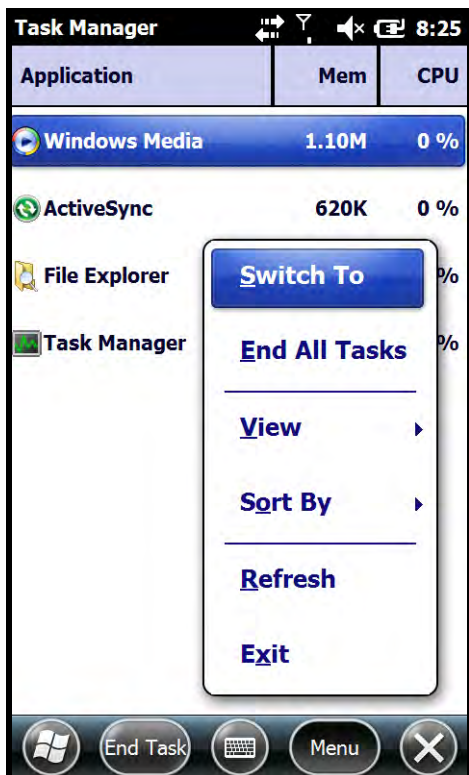 Task Manager 8:25
Application Mem CPU
Windows Media 1.10M 0 %
ActiveSync 620K 0 %
File Explorer %
Task Manager %
Switch To
End All Tasks
View
Sort By
Refresh
Exit
End Task Menu